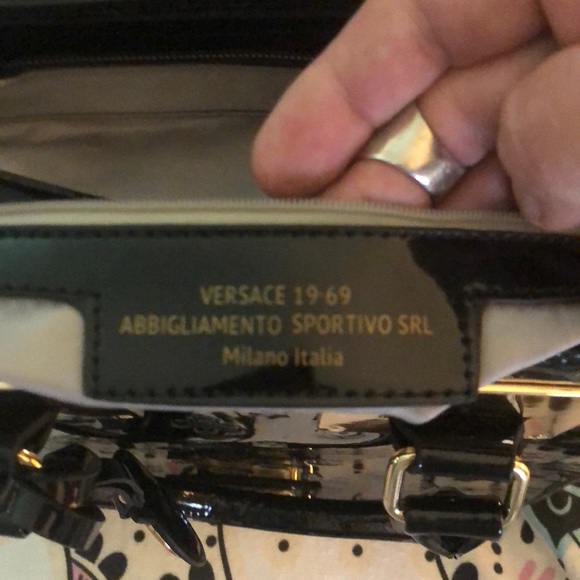 VERSACE 19·69
ABBIGLIAMENTO SPORTIVO SRL
Milano Italia